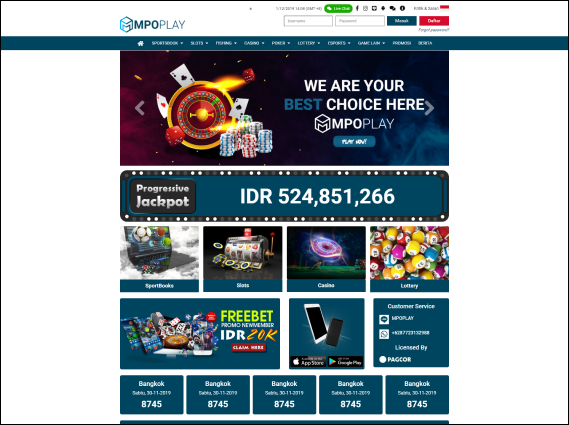 MPOPLAY
1/12/2019 14:08 (GMT+8)
Live Chat
Kritik & Saran
Username
Password
Masuk
Daftar
Forgot password?
SPORTSBOOK
SLOTS
FISHING
CASINO
POKER
LOTTERY
ESPORTS
GAME LAIN
PROMOSI
BERITA
WE ARE YOUR
BEST CHOICE HERE
MPOPLAY
PLAY NOW!
Progressive
Jackpot
IDR 524,851,266
SportBooks
Slots
Casino
Lottery
FREEBET
PROMO NEWMEMBER
IDR 20K
CLAIM HERE
App Store
Google Play
Customer Service
MPOPLAY
+6287723132988
Licensed By
PAGCOR
Bangkok
Sabtu, 30-11-2019
8745
Bangkok
Sabtu, 30-11-2019
8745
Bangkok
Sabtu, 30-11-2019
8745
Bangkok
Sabtu, 30-11-2019
8745
Bangkok
Sabtu, 30-11-2019
8745